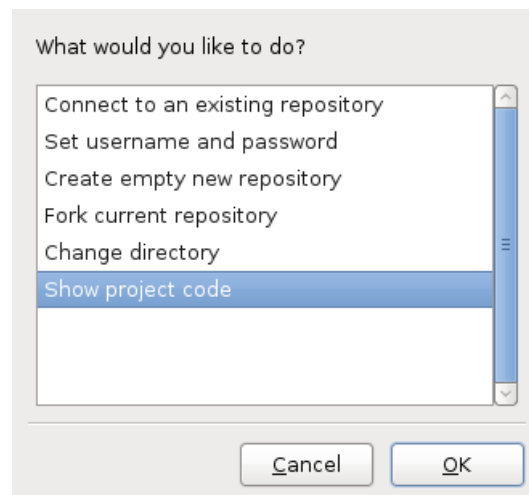 What would you like to do?
Connect to an existing repository
Set username and password
Create empty new repository
Fork current repository
Change directory
Show project code
Cancel
OK